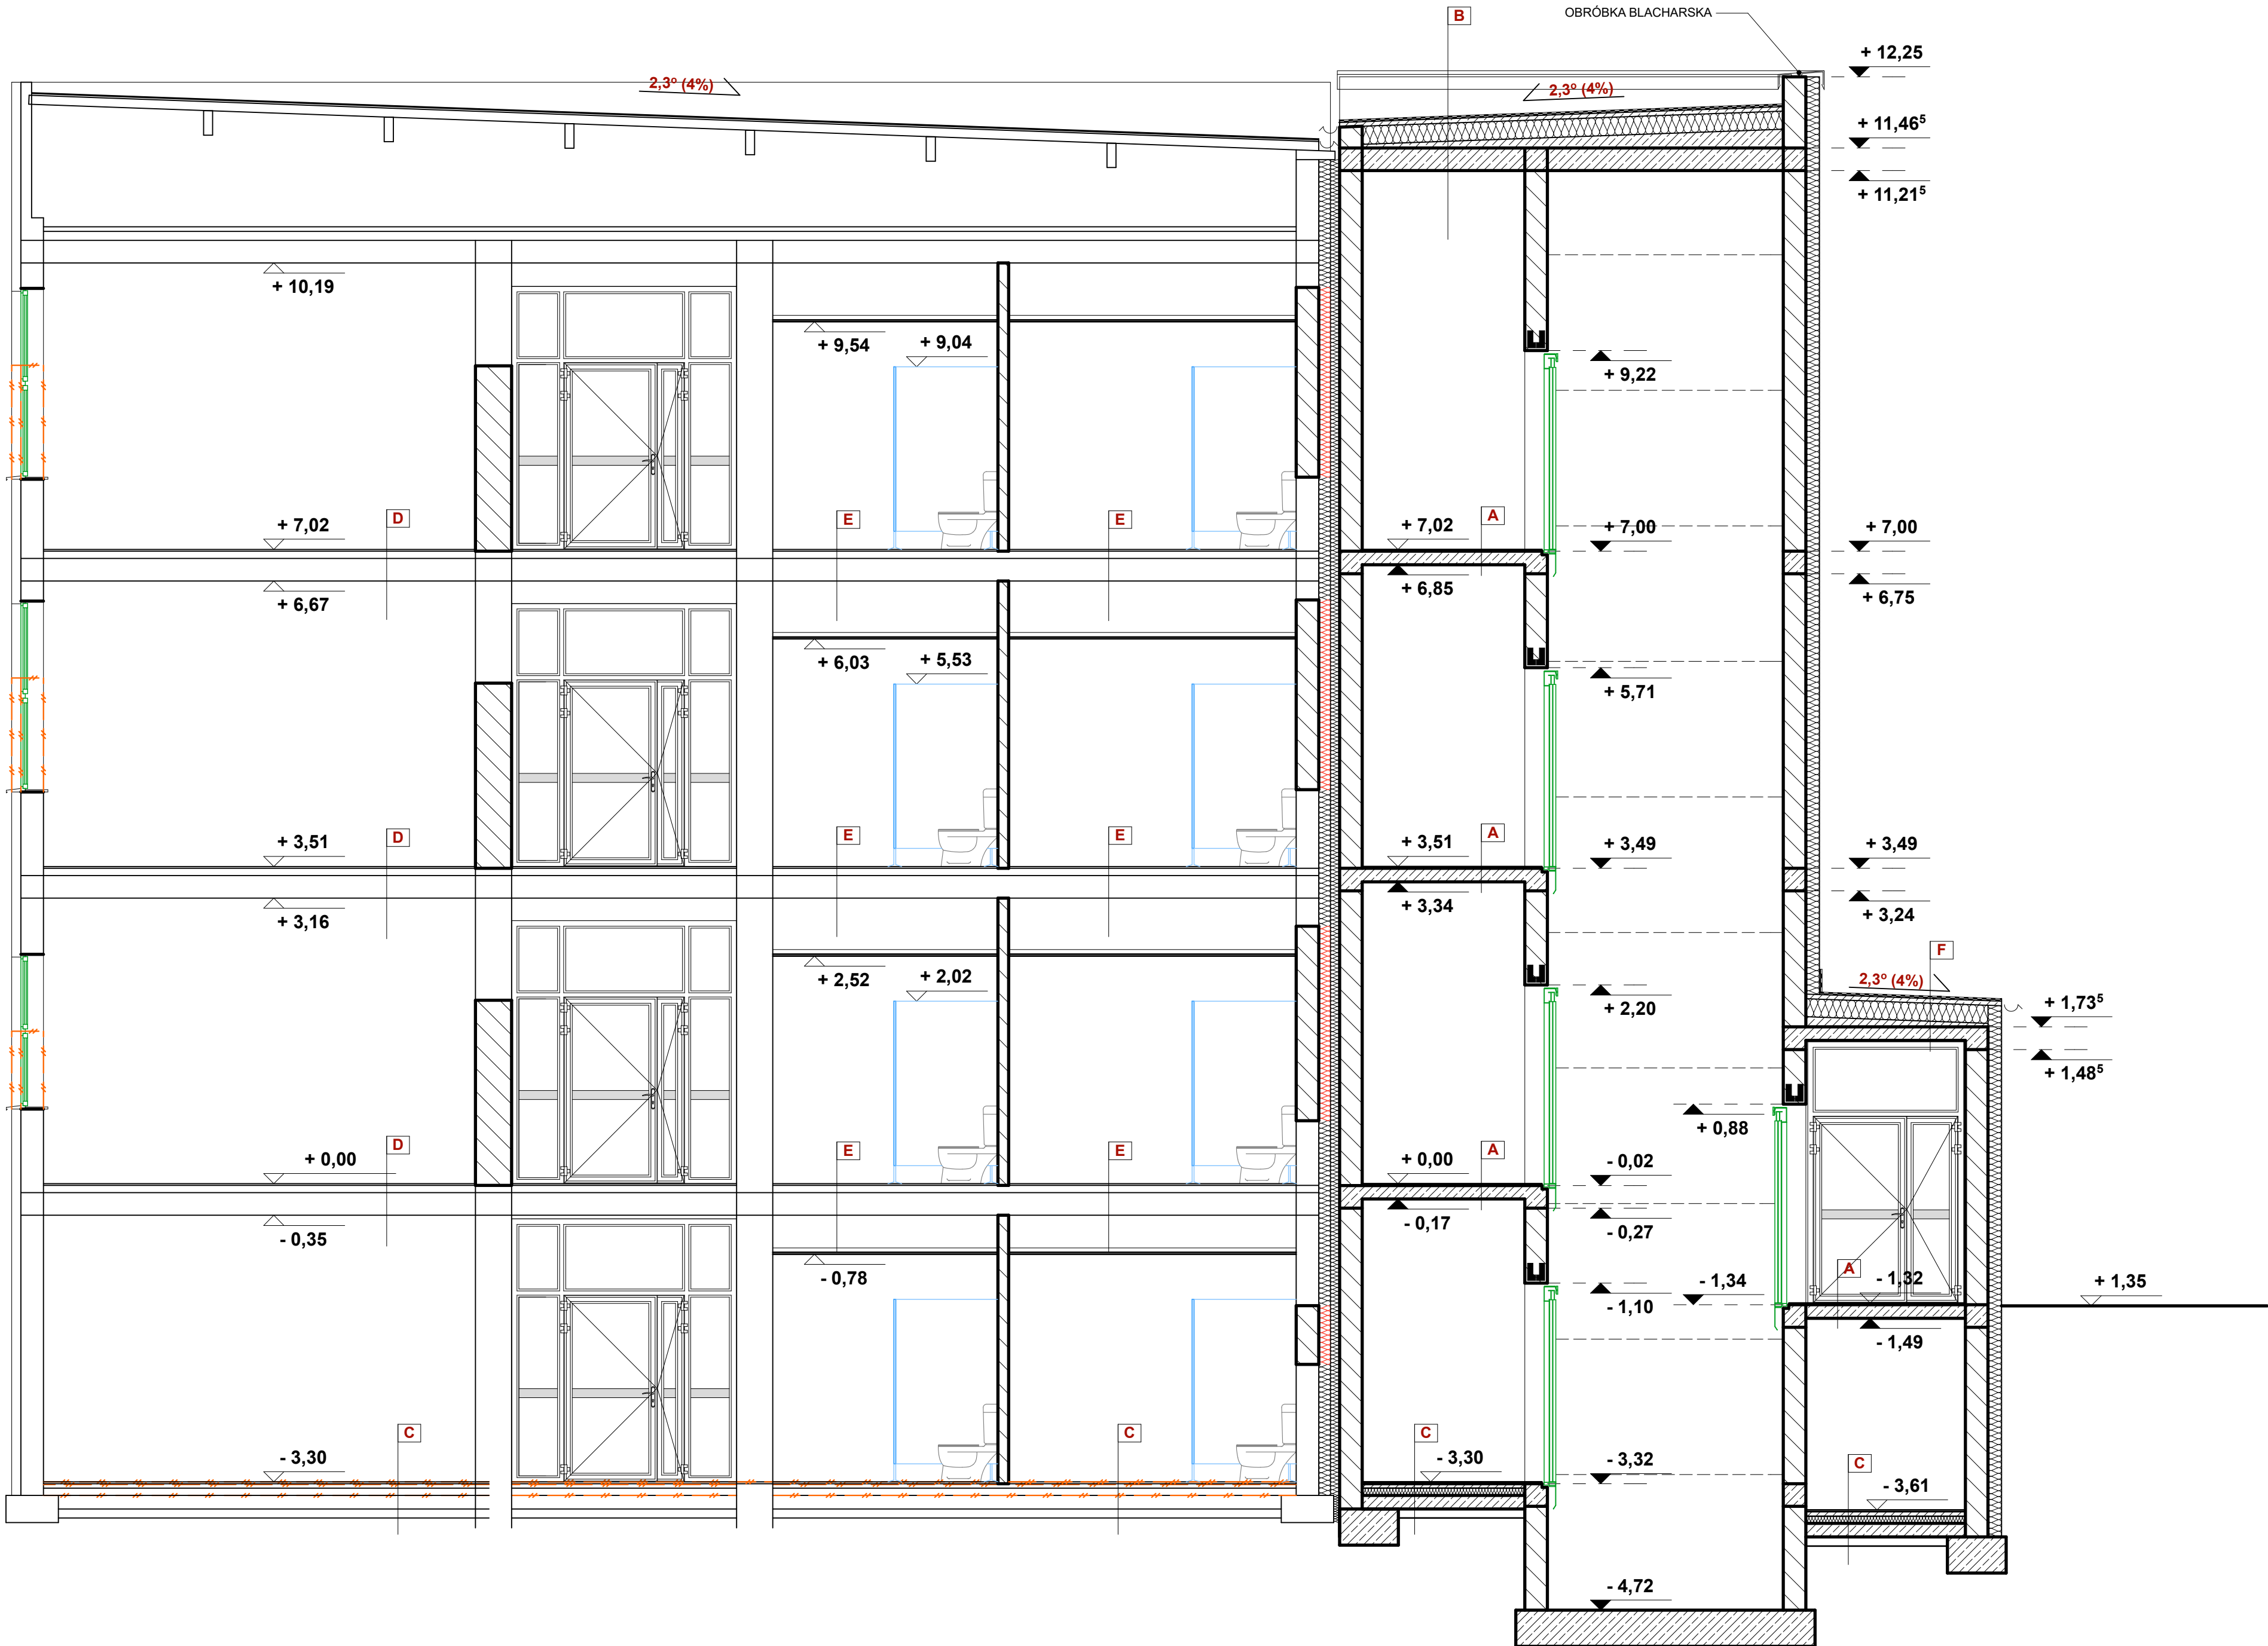 B
OBRÓBKA BLACHARSKA
+ 12,25
2,3º (4%)
2,3º (4%)
+ 11,46⁵
+ 11,21⁵
+ 10,19
+ 9,54
+ 9,04
+ 9,22
+ 7,02
D
E
E
+ 7,02
A
+ 7,00
+ 7,00
+ 6,67
+ 6,85
+ 6,75
+ 6,03
+ 5,53
+ 5,71
+ 3,51
D
E
E
+ 3,51
A
+ 3,49
+ 3,49
+ 3,16
+ 3,34
+ 3,24
F
+ 2,52
+ 2,02
+ 2,20
2,3º (4%)
+ 1,73⁵
+ 1,48⁵
+ 0,88
+ 0,00
D
E
E
+ 0,00
A
- 0,02
- 0,35
- 0,17
- 0,27
- 0,78
- 1,10
- 1,34
A
- 1,32
+ 1,35
- 1,49
C
C
C
- 3,30
- 3,30
- 3,32
C
- 3,61
- 4,72